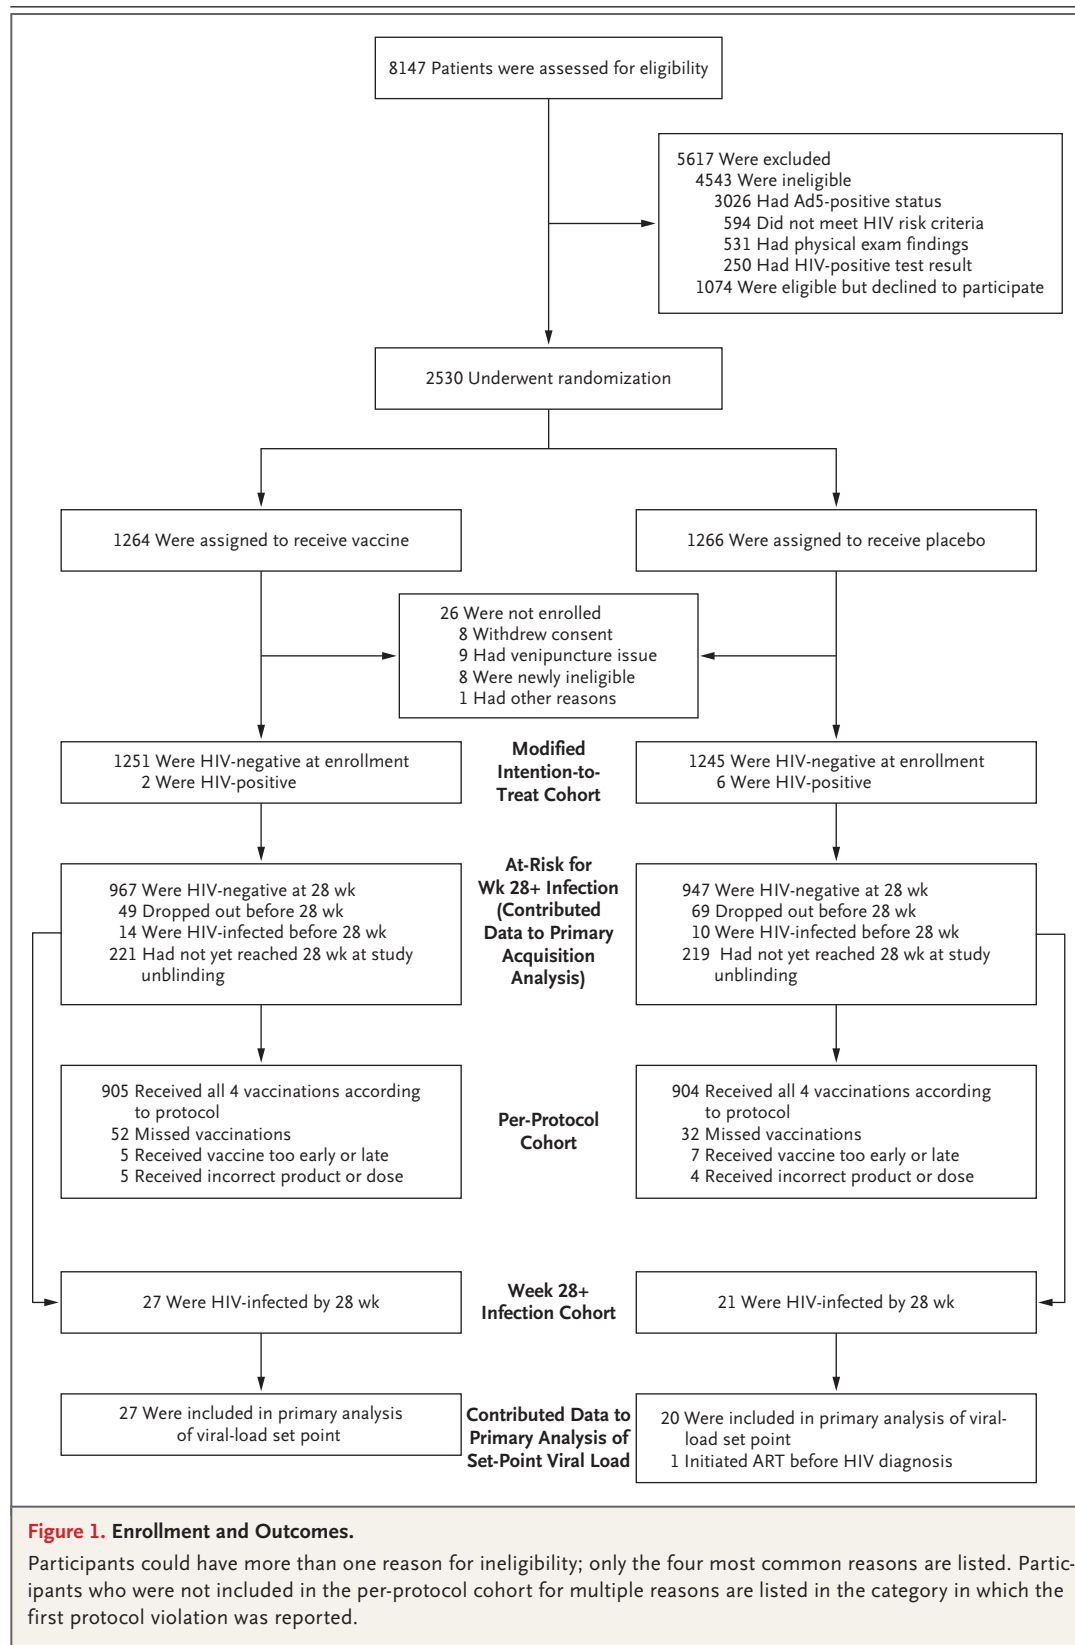 8147 Patients were assessed for eligibility
5617 Were excluded
4543 Were ineligible
3026 Had Ad5-positive status
594 Did not meet HIV risk criteria
531 Had physical exam findings
250 Had HIV-positive test result
1074 Were eligible but declined to participate
2530 Underwent randomization
1264 Were assigned to receive vaccine
1266 Were assigned to receive placebo
26 Were not enrolled
8 Withdrew consent
9 Had venipuncture issue
8 Were newly ineligible
1 Had other reasons
1251 Were HIV-negative at enrollment
2 Were HIV-positive
Modified
Intention-to-
Treat Cohort
1245 Were HIV-negative at enrollment
6 Were HIV-positive
967 Were HIV-negative at 28 wk
49 Dropped out before 28 wk
14 Were HIV-infected before 28 wk
221 Had not yet reached 28 wk at study
unblinding
At-Risk for
Wk 28+ Infection
(Contributed
Data to Primary
Acquisition
Analysis)
947 Were HIV-negative at 28 wk
69 Dropped out before 28 wk
10 Were HIV-infected before 28 wk
219 Had not yet reached 28 wk at study
unblinding
905 Received all 4 vaccinations according
to protocol
52 Missed vaccinations
5 Received vaccine too early or late
5 Received incorrect product or dose
Per-Protocol
Cohort
904 Received all 4 vaccinations according
to protocol
32 Missed vaccinations
7 Received vaccine too early or late
4 Received incorrect product or dose
27 Were HIV-infected by 28 wk
Week 28+
Infection Cohort
21 Were HIV-infected by 28 wk
27 Were included in primary analysis
of viral-load set point
Contributed Data to
Primary Analysis of
Set-Point Viral Load
20 Were included in primary analysis of viral-
load set point
1 Initiated ART before HIV diagnosis
Figure 1. Enrollment and Outcomes.
Participants could have more than one reason for ineligibility; only the four most common reasons are listed. Partic-
ipants who were not included in the per-protocol cohort for multiple reasons are listed in the category in which the
first protocol violation was reported.